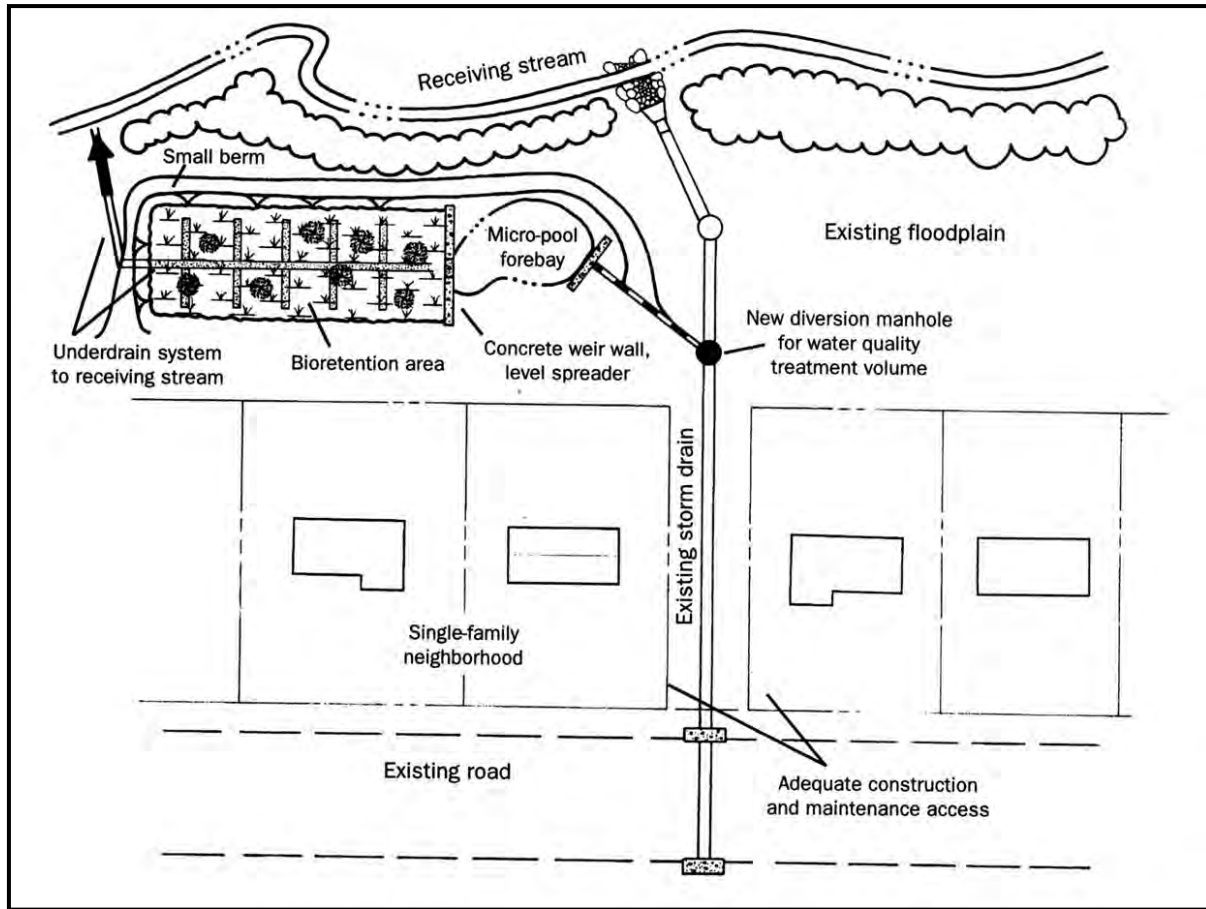 Receiving stream
Small berm
Micro-pool
forebay
Existing floodplain
Underdrain system
to receiving stream
Bioretention area
Concrete weir wall,
level spreader
New diversion manhole
for water quality
treatment volume
Existing storm drain
Single-family
neighborhood
Existing road
Adequate construction
and maintenance access